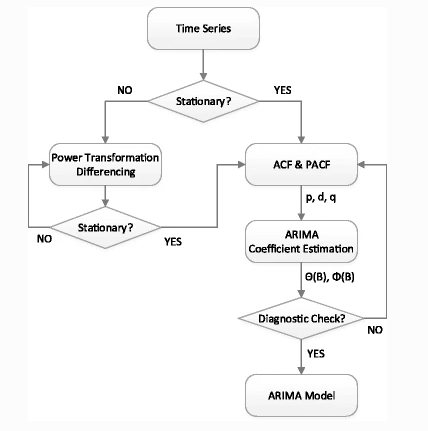 Time Series
NO
YES
Stationary?
Power Transformation
Differencing
ACF & PACF
p, d, q
Stationary?
NO
YES
ARIMA
Coefficient Estimation
Θ(B), Φ(B)
Diagnostic Check?
NO
YES
ARIMA Model